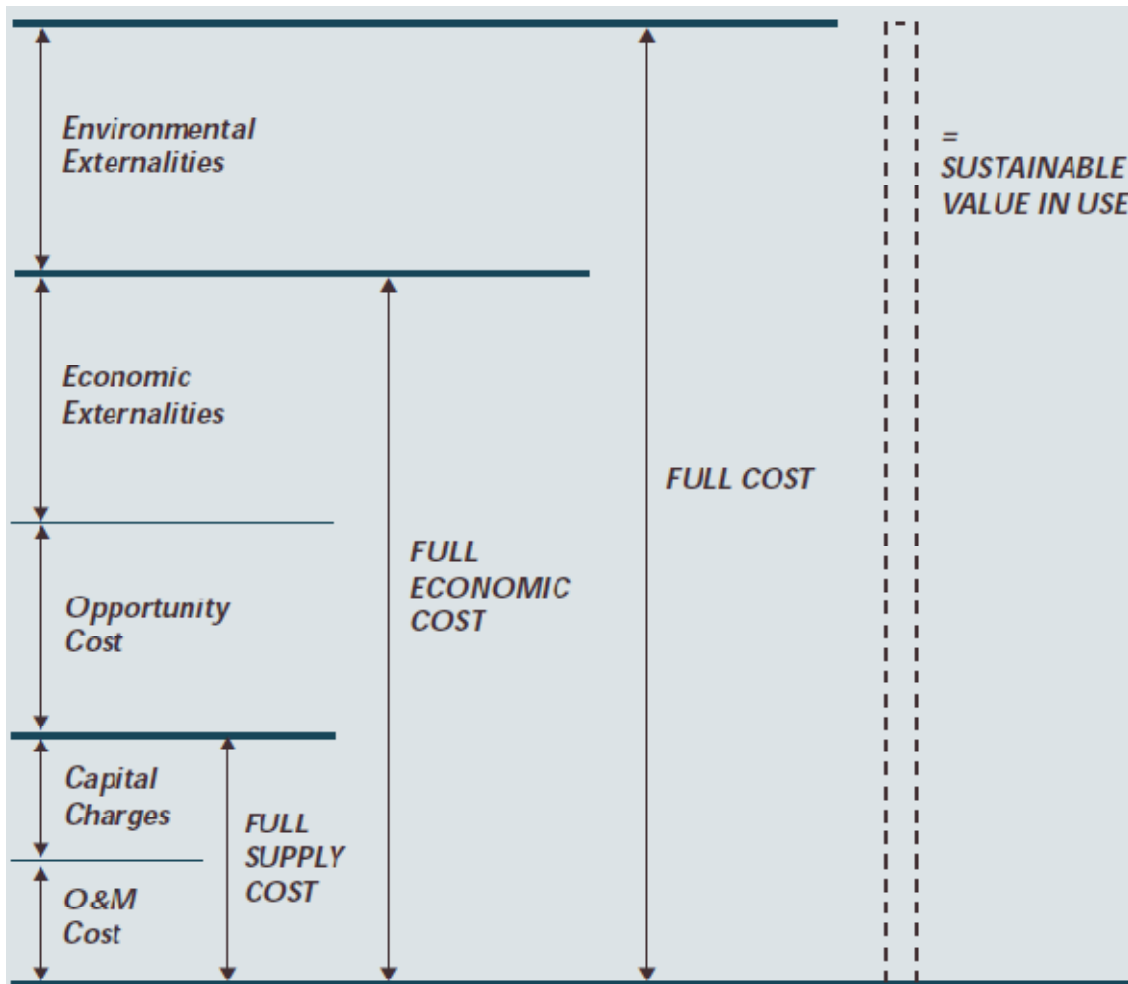 Environmental
Externalities
=
SUSTAINABLE
VALUE IN USE
Economic
Externalities
FULL COST
FULL
ECONOMIC
COST
Opportunity
Cost
Capital
Charges
FULL
SUPPLY
COST
O&M
Cost